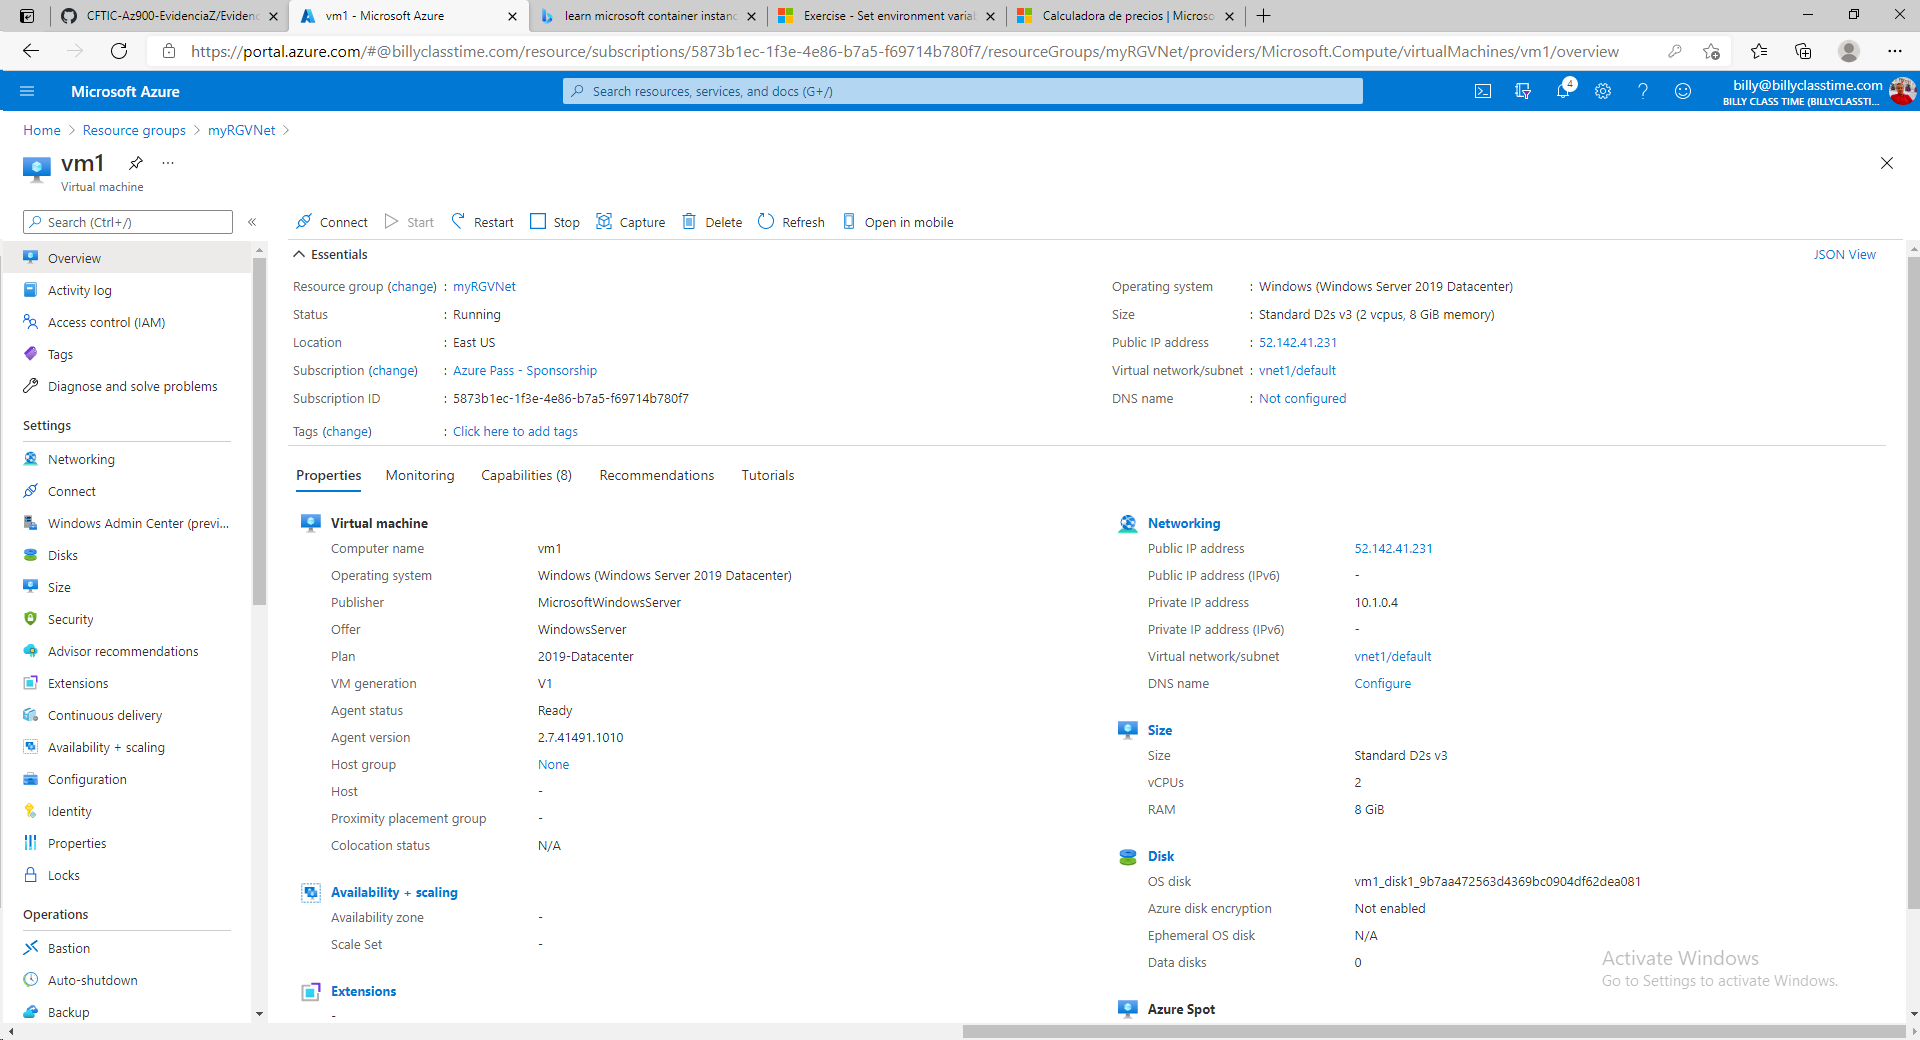 CFTIC-Az900-EvidenciaZ/Evidenc
vm1 - Microsoft Azure
learn microsoft container instanc
Exercise - Set environment varia
Calculadora de precios | Microso
https://portal.azure.com/#@billyclasstime.com/resource/subscriptions/5873b1ec-1f3e-4e86-b7a5-f69714b780f7/resourceGroups/myRGVNet/providers/Microsoft.Compute/virtualMachines/vm1/overview
Microsoft Azure
Search resources, services, and docs (G+/)
4
billy@billyclasstime.com
BILLY CLASS TIME (BILLYCLASSTI...
Home > Resource groups > myRGVNet >
vm1
Virtual machine
Search (Ctrl+/)
Connect
Start
Restart
Stop
Capture
Delete
Refresh
Open in mobile
Overview
Activity log
Access control (IAM)
Tags
Diagnose and solve problems
Settings
Networking
Connect
Windows Admin Center (previ...
Disks
Size
Security
Advisor recommendations
Extensions
Continuous delivery
Availability + scaling
Configuration
Identity
Properties
Locks
Operations
Bastion
Auto-shutdown
Backup
Essentials
JSON View
Resource group (change) : myRGVNet
Status : Running
Location : East US
Subscription (change) : Azure Pass - Sponsorship
Subscription ID : 5873b1ec-1f3e-4e86-b7a5-f69714b780f7
Tags (change) : Click here to add tags
Operating system : Windows (Windows Server 2019 Datacenter)
Size : Standard D2s v3 (2 vcpus, 8 GiB memory)
Public IP address : 52.142.41.231
Virtual network/subnet : vnet1/default
DNS name : Not configured
Properties
Monitoring
Capabilities (8)
Recommendations
Tutorials
Virtual machine
Computer name vm1
Operating system Windows (Windows Server 2019 Datacenter)
Publisher MicrosoftWindowsServer
Offer WindowsServer
Plan 2019-Datacenter
VM generation V1
Agent status Ready
Agent version 2.7.41491.1010
Host group None
Host -
Proximity placement group -
Colocation status N/A
Availability + scaling
Availability zone -
Scale Set -
Extensions
-
Networking
Public IP address 52.142.41.231
Public IP address (IPv6) -
Private IP address 10.1.0.4
Private IP address (IPv6) -
Virtual network/subnet vnet1/default
DNS name Configure
Size
Size Standard D2s v3
vCPUs 2
RAM 8 GiB
Disk
OS disk vm1_disk1_9b7aa472563d4369bc0904df62dea081
Azure disk encryption Not enabled
Ephemeral OS disk N/A
Data disks 0
Azure Spot
Activate Windows
Go to Settings to activate Windows.